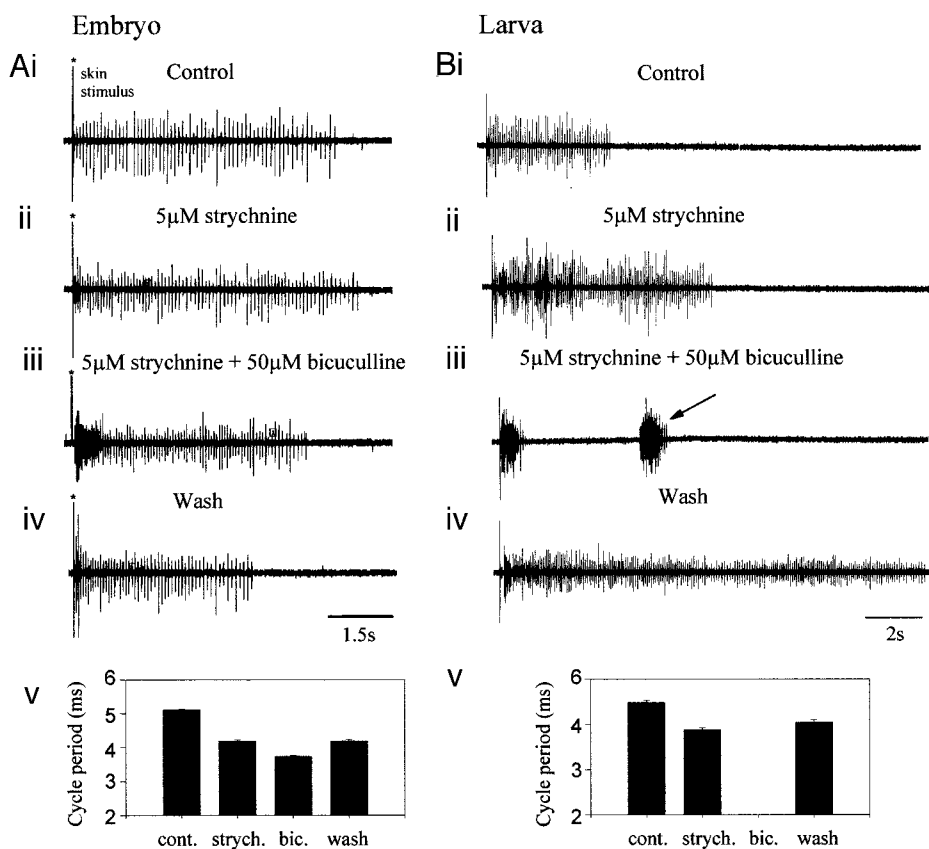 Embryo
Larva
Ai
*
skin
stimulus
Control
Bi
Control
ii
*
5µM strychnine
ii
5µM strychnine
iii
*
5µM strychnine + 50µM bicuculline
iii
5µM strychnine + 50µM bicuculline
iv
*
Wash
iv
Wash
1.5s
2s
v
Cycle period (ms)
6
5
4
3
2
cont. strych. bic. wash
v
Cycle period (ms)
6
4
3
2
cont. strych. bic. wash